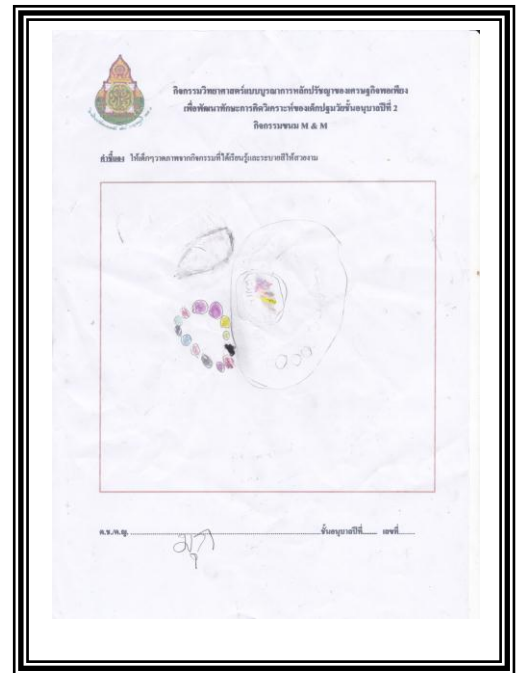 กิจกรรมวิทยาศาสตร์แบบบูรณาการหลักปรัชญาของเศรษฐกิจพอเพียง
เพื่อพัฒนาทักษะการคิดวิเคราะห์ของเด็กปฐมวัยชั้นอนุบาลปีที่ 2
กิจกรรมขนม M & M
คำชี้แจง ให้เด็กๆวาดภาพจากกิจกรรมที่ได้เรียนรู้และระบายสีให้สวยงาม
ด.ช./ด.ญ. ........................................ชั้นอนุบาลปีที่...... เลขที่......
มุก